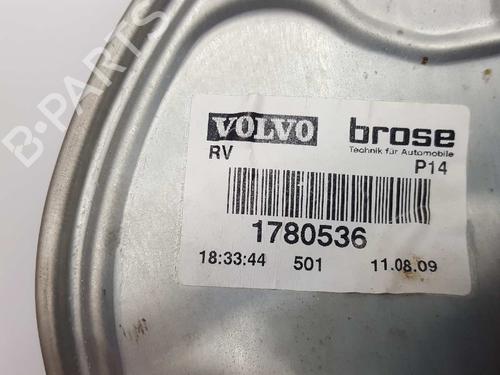 B-PARTS
VOLVO brose
Technik für Automobile
RV P14
1780536
18:33:44 501 11.08.09